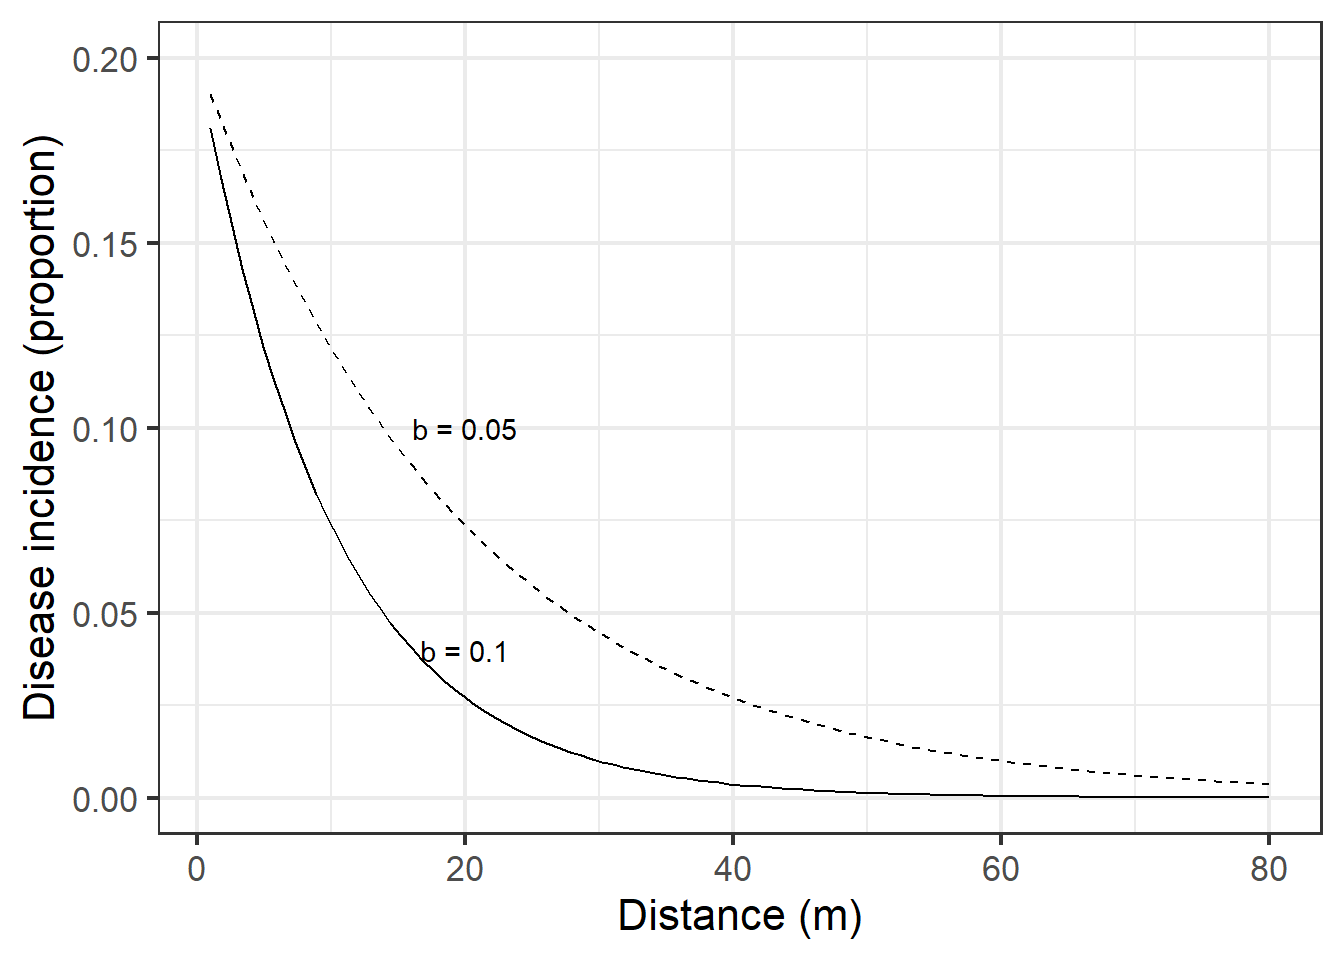 Disease incidence (proportion)
0.20
0.15
0.10
0.05
0.00
b = 0.05
b = 0.1
0 20 40 60 80
Distance (m)